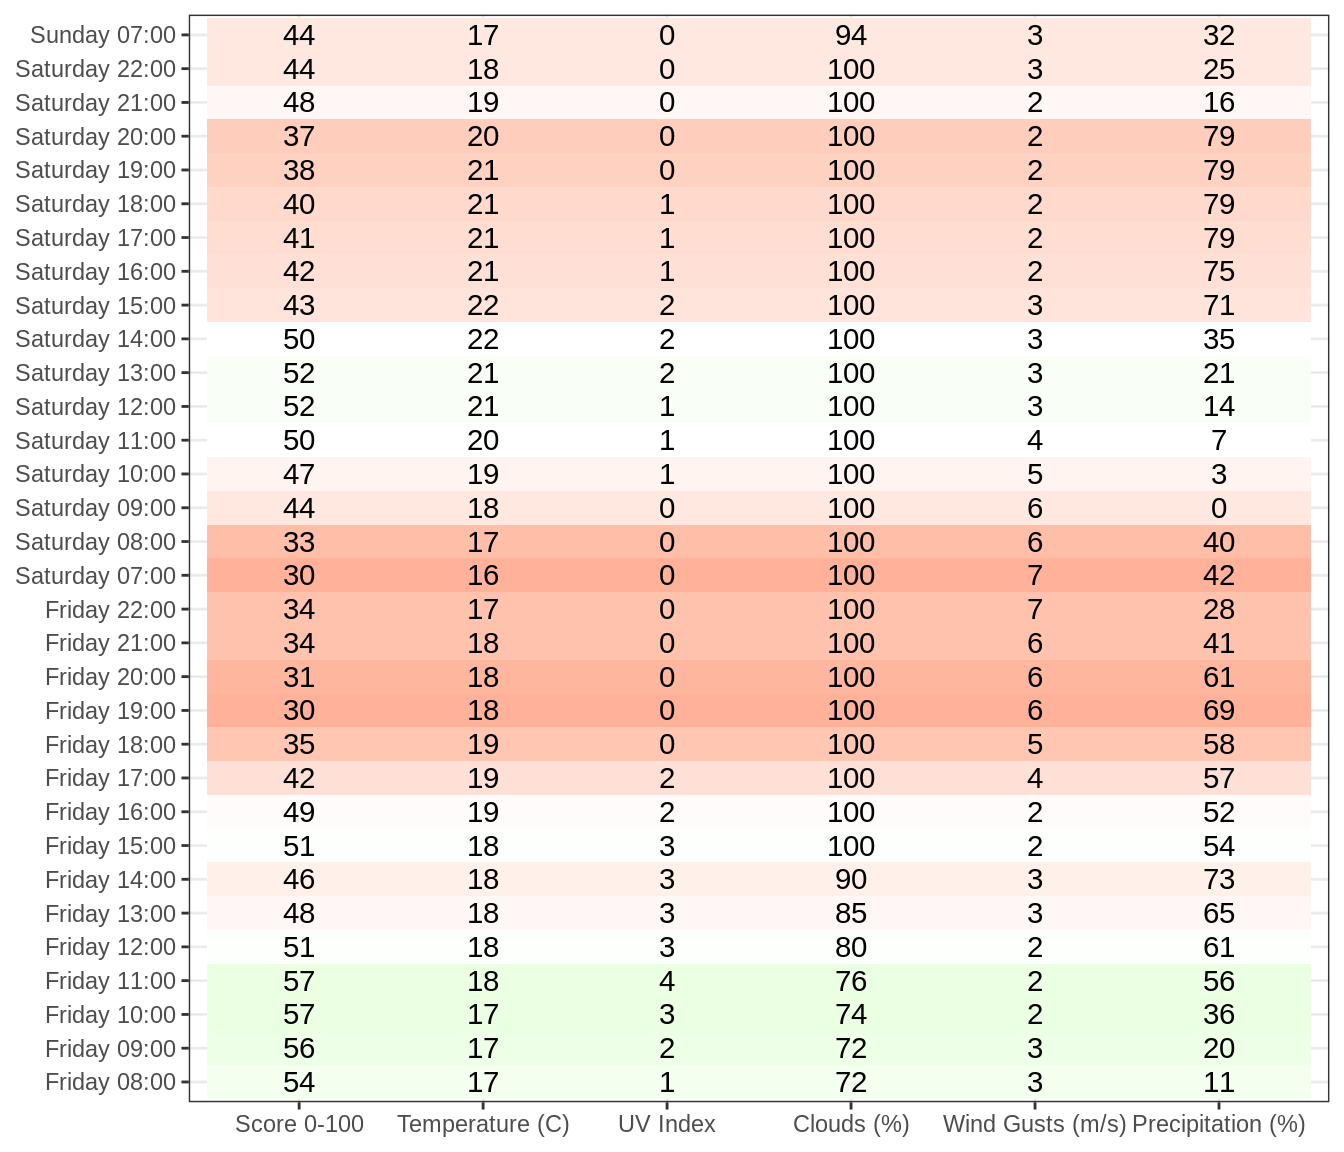 Sunday 07:00 44 17 0 94 3 32
Saturday 22:00 44 18 0 100 3 25
Saturday 21:00 48 19 0 100 2 16
Saturday 20:00 37 20 0 100 2 79
Saturday 19:00 38 21 0 100 2 79
Saturday 18:00 40 21 1 100 2 79
Saturday 17:00 41 21 1 100 2 79
Saturday 16:00 42 21 1 100 2 75
Saturday 15:00 43 22 2 100 3 71
Saturday 14:00 50 22 2 100 3 35
Saturday 13:00 52 21 2 100 3 21
Saturday 12:00 52 21 1 100 3 14
Saturday 11:00 50 20 1 100 4 7
Saturday 10:00 47 19 1 100 5 3
Saturday 09:00 44 18 0 100 6 0
Saturday 08:00 33 17 0 100 6 40
Saturday 07:00 30 16 0 100 7 42
Friday 22:00 34 17 0 100 7 28
Friday 21:00 34 18 0 100 6 41
Friday 20:00 31 18 0 100 6 61
Friday 19:00 30 18 0 100 6 69
Friday 18:00 35 19 0 100 5 58
Friday 17:00 42 19 2 100 4 57
Friday 16:00 49 19 2 100 2 52
Friday 15:00 51 18 3 100 2 54
Friday 14:00 46 18 3 90 3 73
Friday 13:00 48 18 3 85 3 65
Friday 12:00 51 18 3 80 2 61
Friday 11:00 57 18 4 76 2 56
Friday 10:00 57 17 3 74 2 36
Friday 09:00 56 17 2 72 3 20
Friday 08:00 54 17 1 72 3 11
Score 0-100 Temperature (C) UV Index Clouds (%) Wind Gusts (m/s) Precipitation (%)